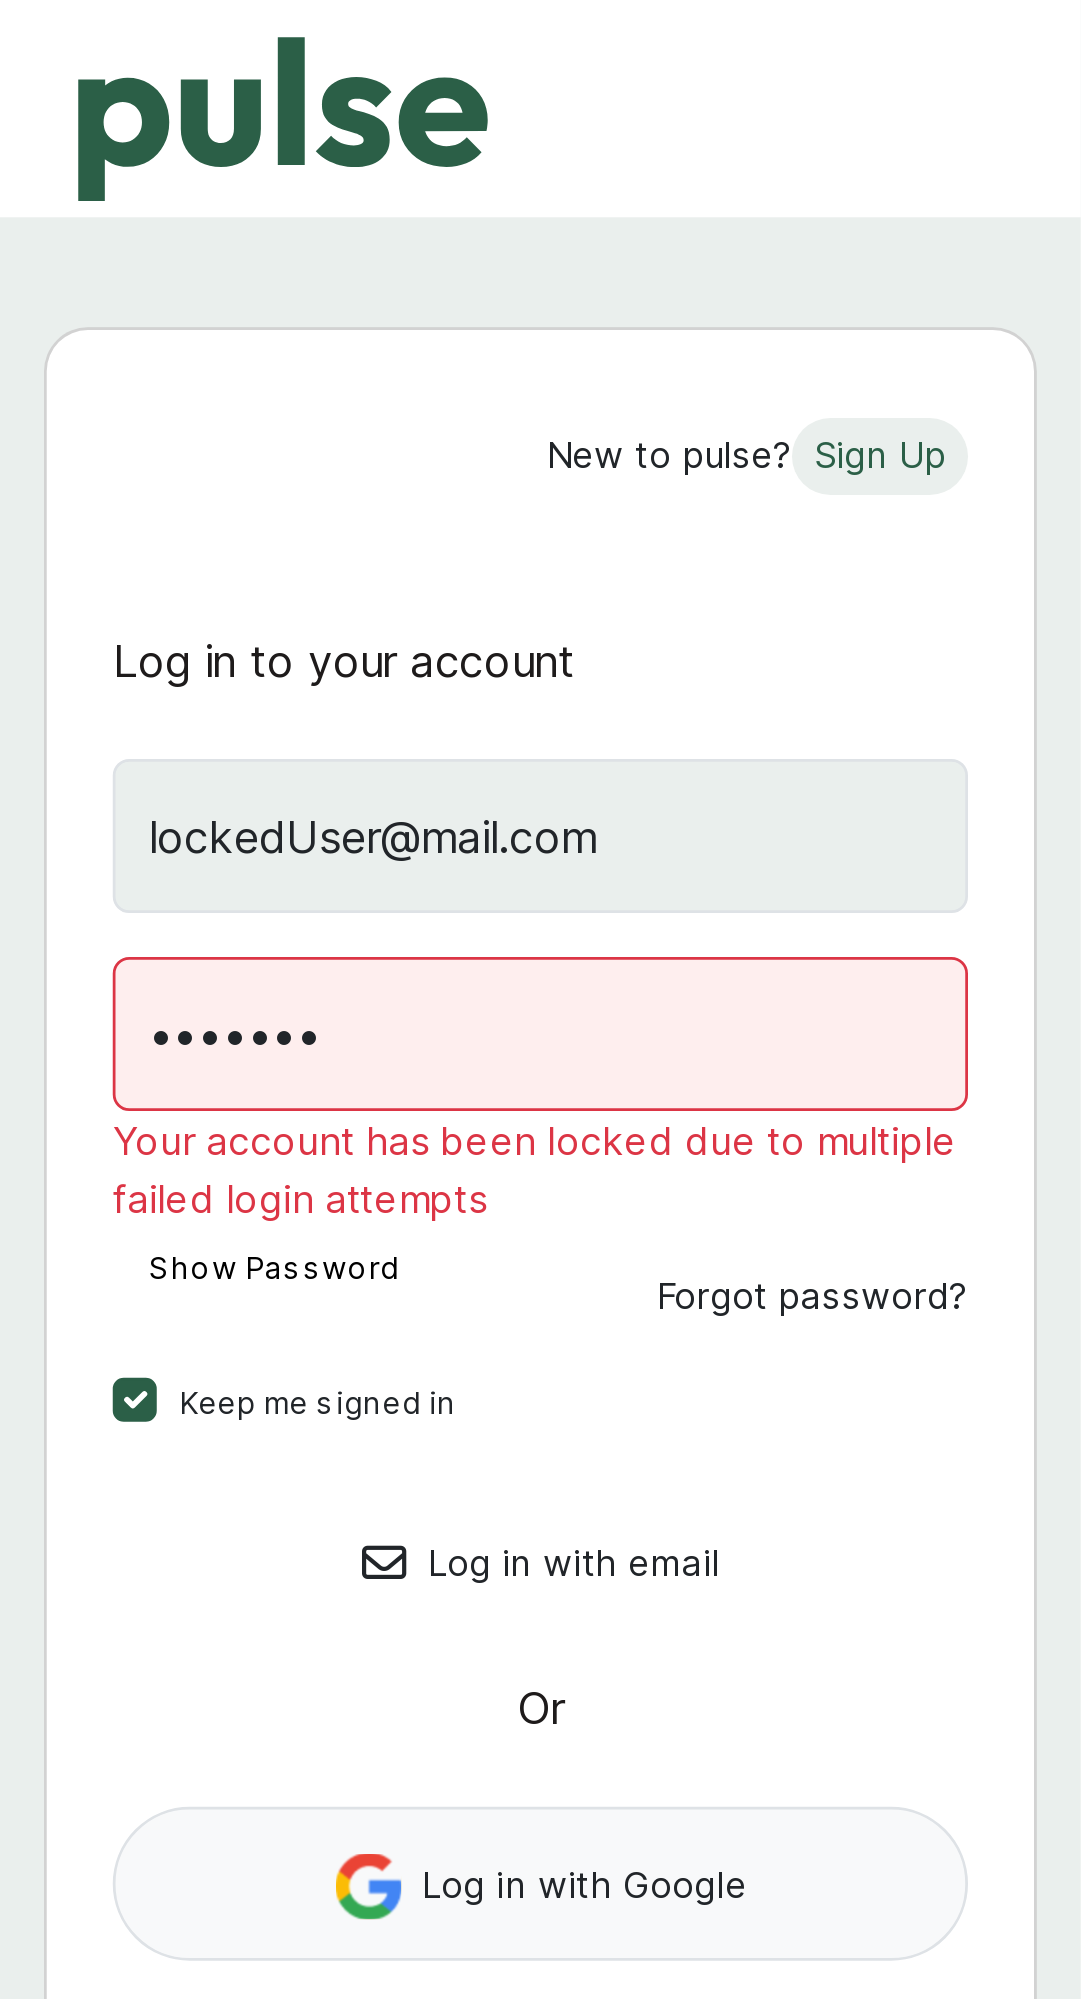 pulse
New to pulse? Sign Up
Log in to your account
lockedUser@mail.com
•••••••
Your account has been locked due to multiple
failed login attempts
Show Password
Forgot password?
Keep me signed in
Log in with email
Or
Log in with Google